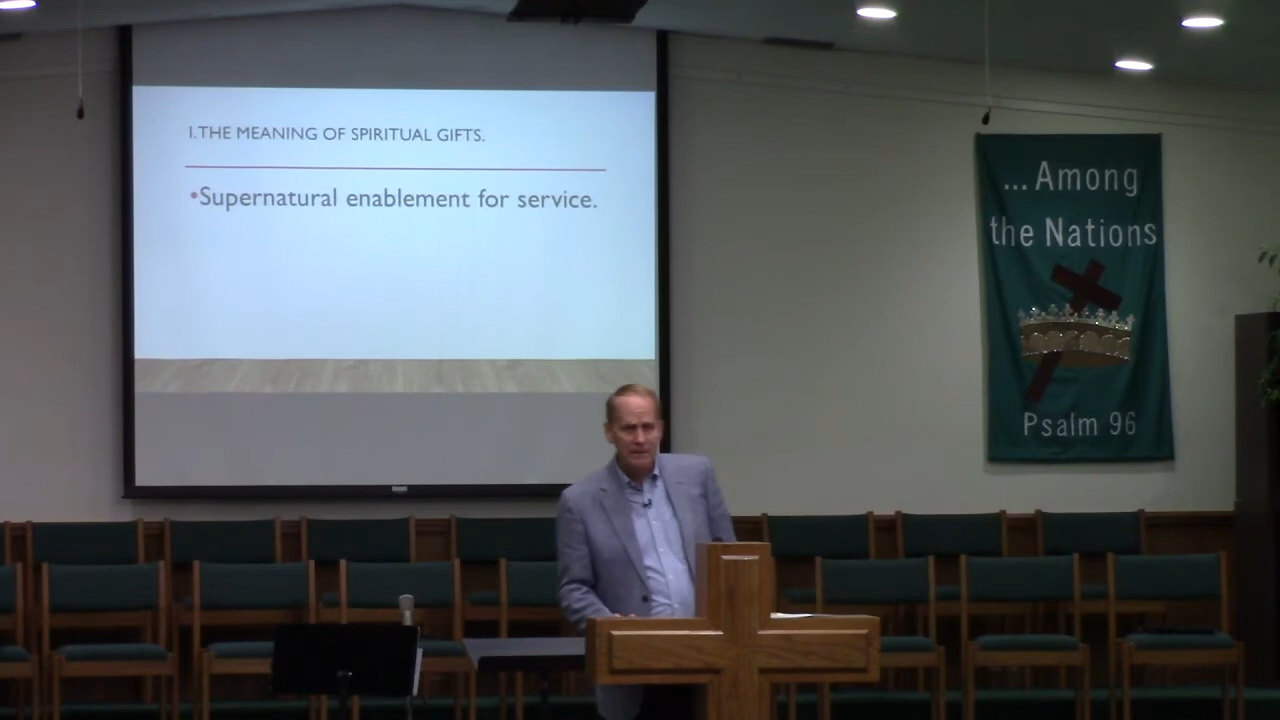 I. THE MEANING OF SPIRITUAL GIFTS.
•Supernatural enablement for service.
... Among
the Nations
Psalm 96